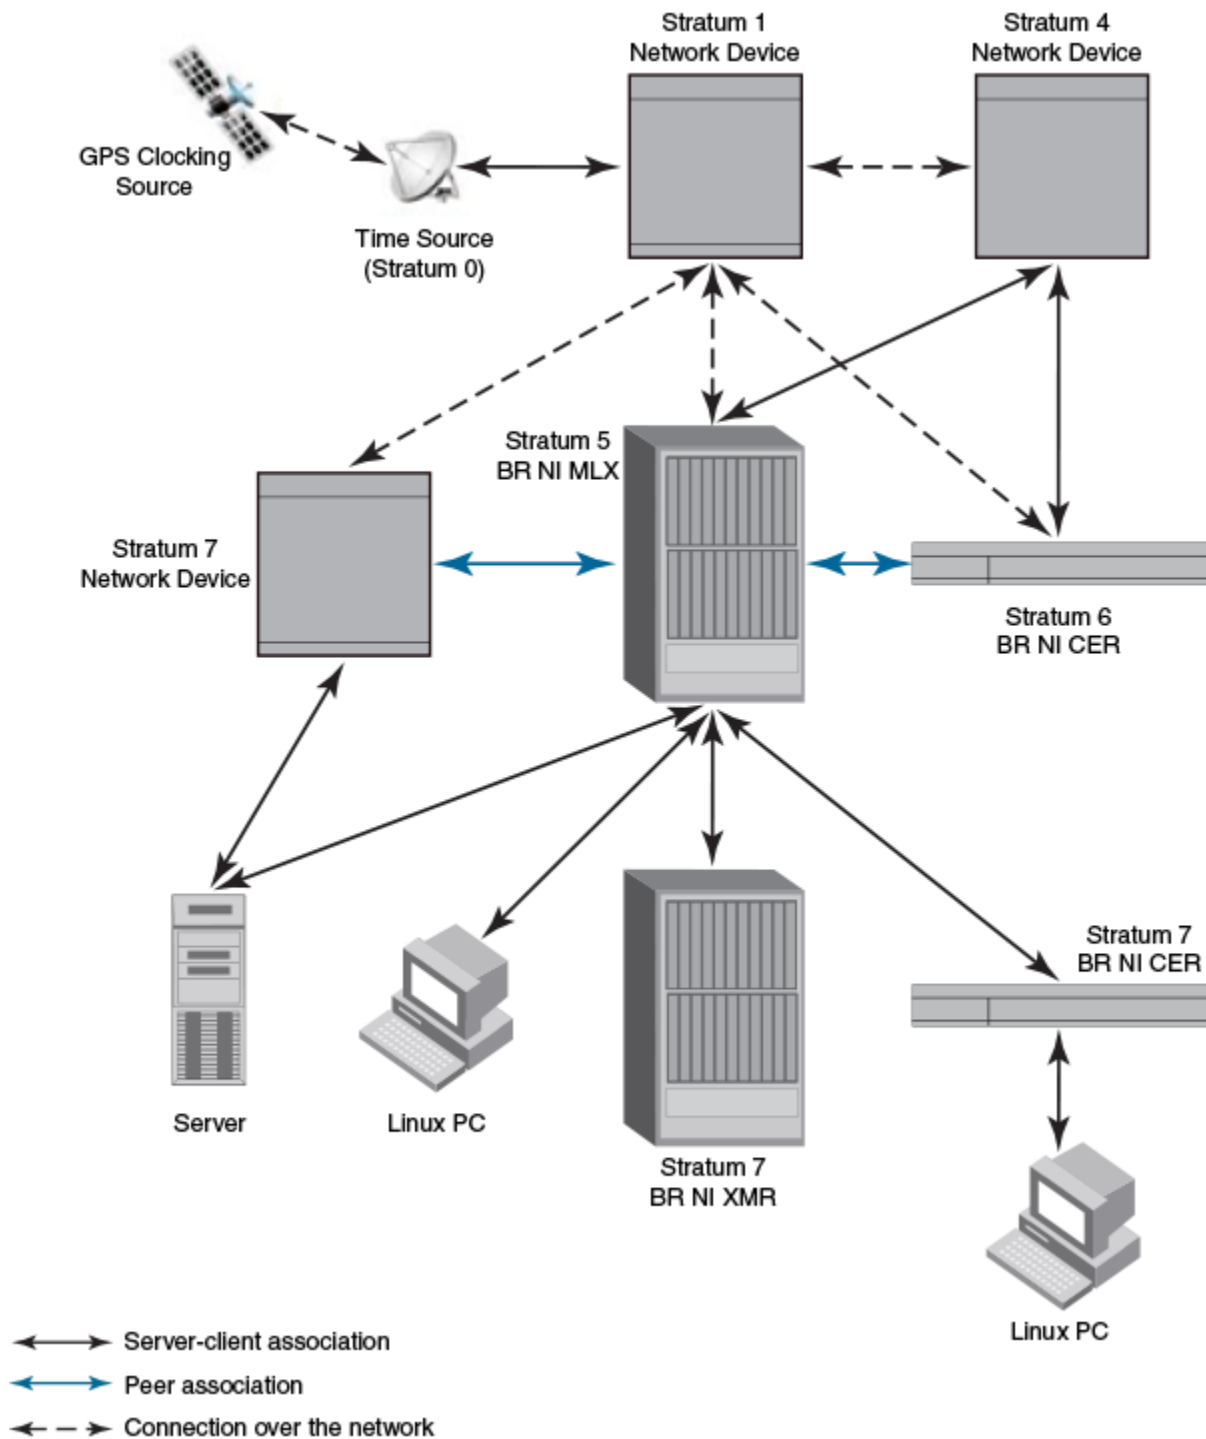 Stratum 1
Network Device
Stratum 4
Network Device
GPS Clocking
Source
Time Source
(Stratum 0)
Stratum 5
BR NI MLX
Stratum 7
Network Device
Stratum 6
BR NI CER
Stratum 7
BR NI CER
Server
Linux PC
Stratum 7
BR NI XMR
Linux PC
Server-client association
Peer association
Connection over the network